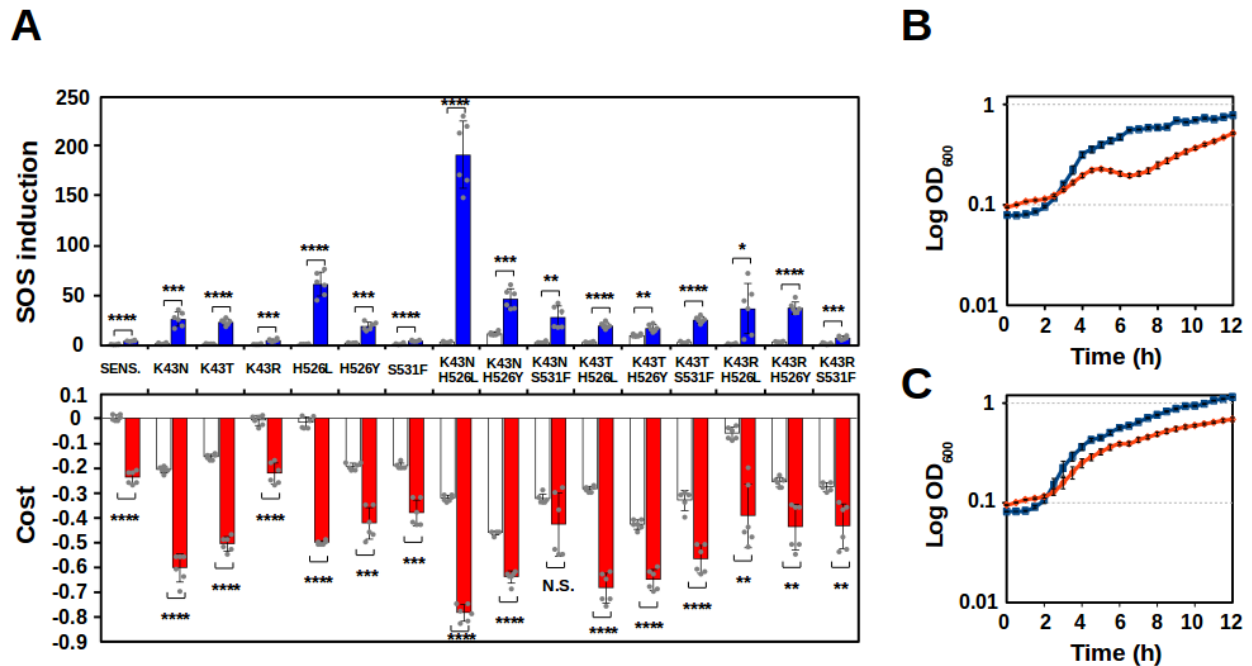 A
250
200
150
100
50
0
SOS induction
****
***
****
***
****
***
****
****
***
**
****
**
****
*
****
***
SENS.
K43N
K43T
K43R
H526L
H526Y
S531F
K43N
H526L
K43N
H526Y
K43N
S531F
K43T
H526L
K43T
H526Y
K43T
S531F
K43R
H526L
K43R
H526Y
K43R
S531F
0.1
0
-0.1
-0.2
-0.3
-0.4
-0.5
-0.6
-0.7
-0.8
-0.9
Cost
****
****
****
****
****
***
***
****
****
N.S.
****
****
****
**
**
**
B
1
0.1
0.01
Log OD600
0 2 4 6 8 10 12
Time (h)
C
1
0.1
0.01
Log OD600
0 2 4 6 8 10 12
Time (h)